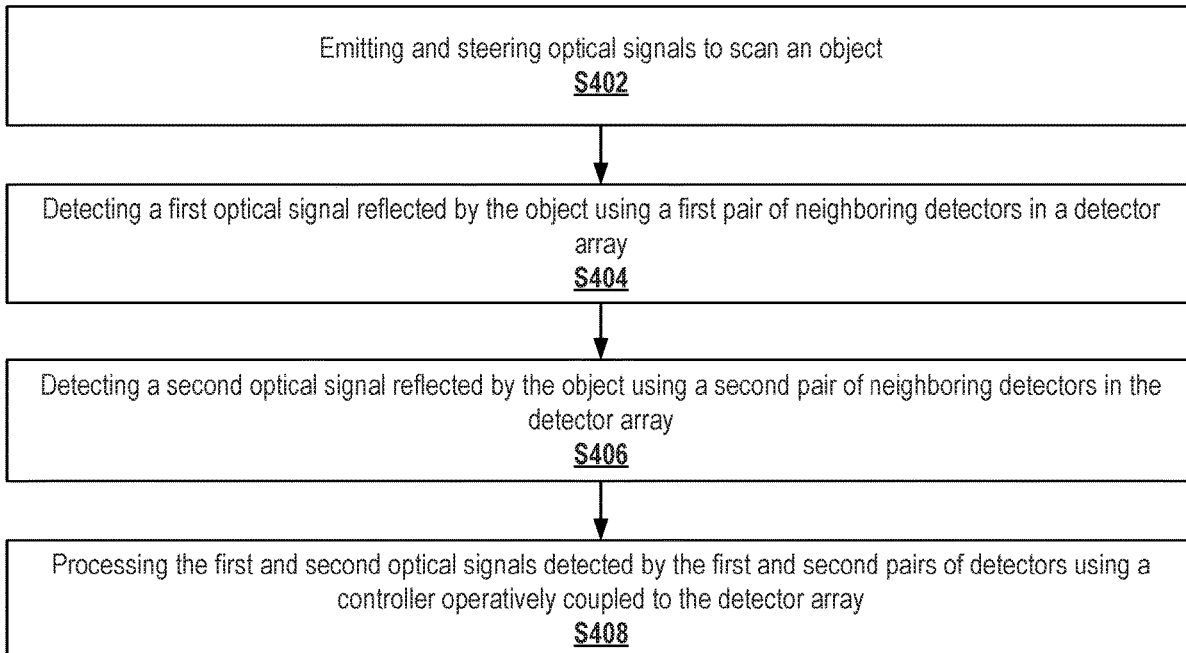 Emitting and steering optical signals to scan an object
S402
Detecting a first optical signal reflected by the object using a first pair of neighboring detectors in a detector
array
S404
Detecting a second optical signal reflected by the object using a second pair of neighboring detectors in the
detector array
S406
Processing the first and second optical signals detected by the first and second pairs of detectors using a
controller operatively coupled to the detector array
S408